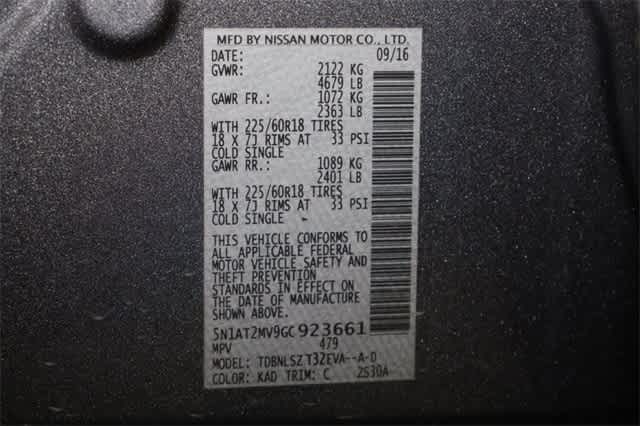 MFD BY NISSAN MOTOR CO., LTD.
DATE: 09/16
GVWR: 2122 KG
4679 LB
GAWR FR.: 1072 KG
2363 LB
WITH 225/60R18 TIRES
18 X 7J RIMS AT 33 PSI
COLD SINGLE
GAWR RR.: 1089 KG
2401 LB
WITH 225/60R18 TIRES
18 X 7J RIMS AT 33 PSI
COLD SINGLE
THIS VEHICLE CONFORMS TO
ALL APPLICABLE FEDERAL
MOTOR VEHICLE SAFETY AND
THEFT PREVENTION
STANDARDS IN EFFECT ON
THE DATE OF MANUFACTURE
SHOWN ABOVE.
5N1AT2MV9GC923661
MPV 479
MODEL: TDBNLSZ T32EVA--A-D
COLOR: KAD TRIM: C 2S30A